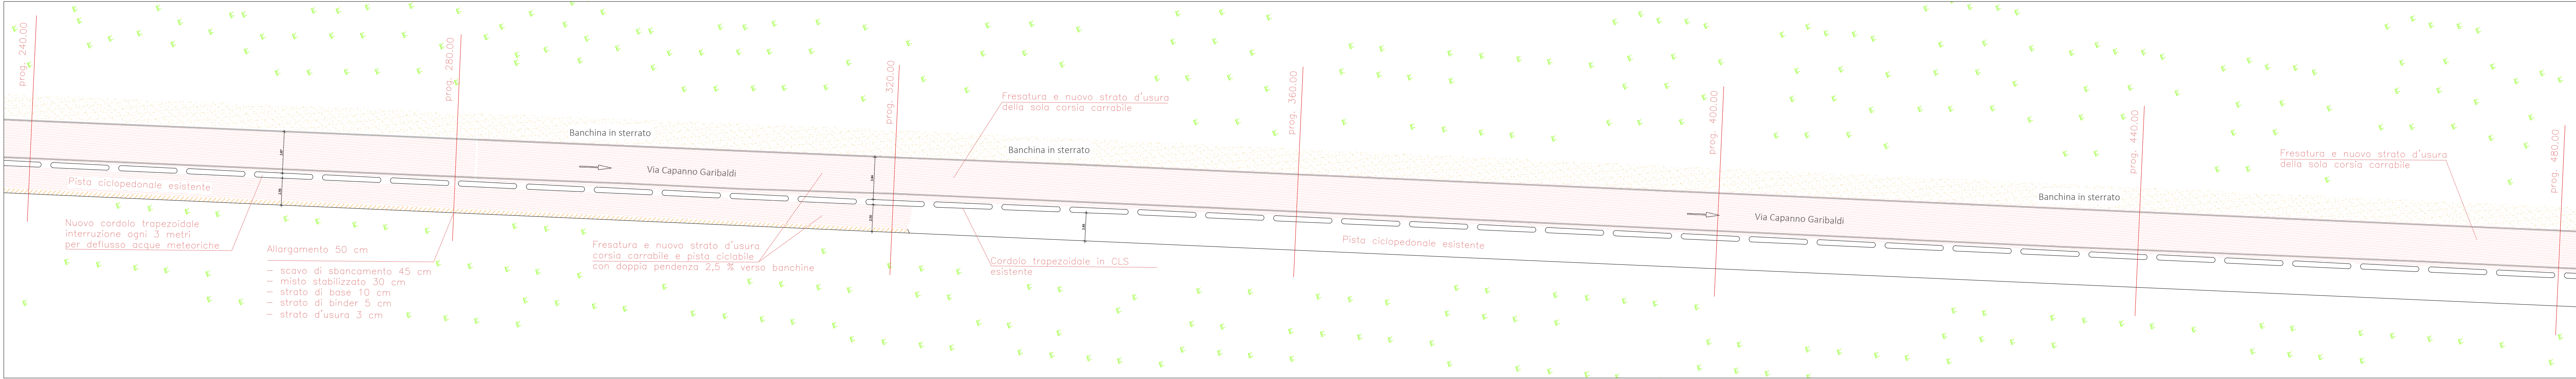 prog. 240.00
prog. 280.00
prog. 320.00
prog. 360.00
prog. 400.00
prog. 440.00
prog. 480.00
Fresatura e nuovo strato d'usura
della sola corsia carrabile
Banchina in sterrato
Banchina in sterrato
Fresatura e nuovo strato d'usura
della sola corsia carrabile
Via Capanno Garibaldi
Banchina in sterrato
Via Capanno Garibaldi
Pista ciclopedonale esistente
Nuovo cordolo trapezoidale
interruzione ogni 3 metri
per deflusso acque meteoriche
Allargamento 50 cm
– scavo di sbancamento 45 cm
– misto stabilizzato 30 cm
– strato di base 10 cm
– strato di binder 5 cm
– strato d'usura 3 cm
Fresatura e nuovo strato d'usura
corsia carrabile e pista ciclabile
con doppia pendenza 2,5 % verso banchine
Cordolo trapezoidale in CLS
esistente
Pista ciclopedonale esistente